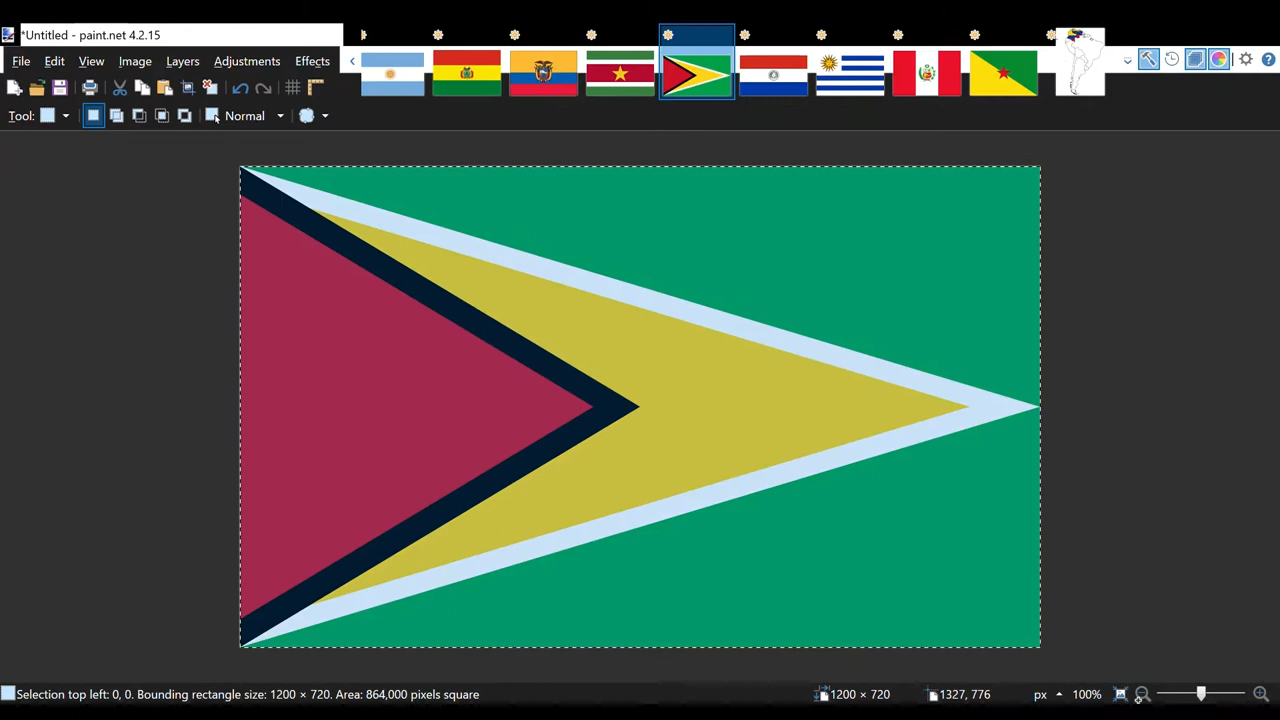 *Untitled - paint.net 4.2.15
File Edit View Image Layers Adjustments Effects
Tool: Normal
Selection top left: 0, 0. Bounding rectangle size: 1200 × 720. Area: 864,000 pixels square 1200 × 720 1327, 776 px 100%